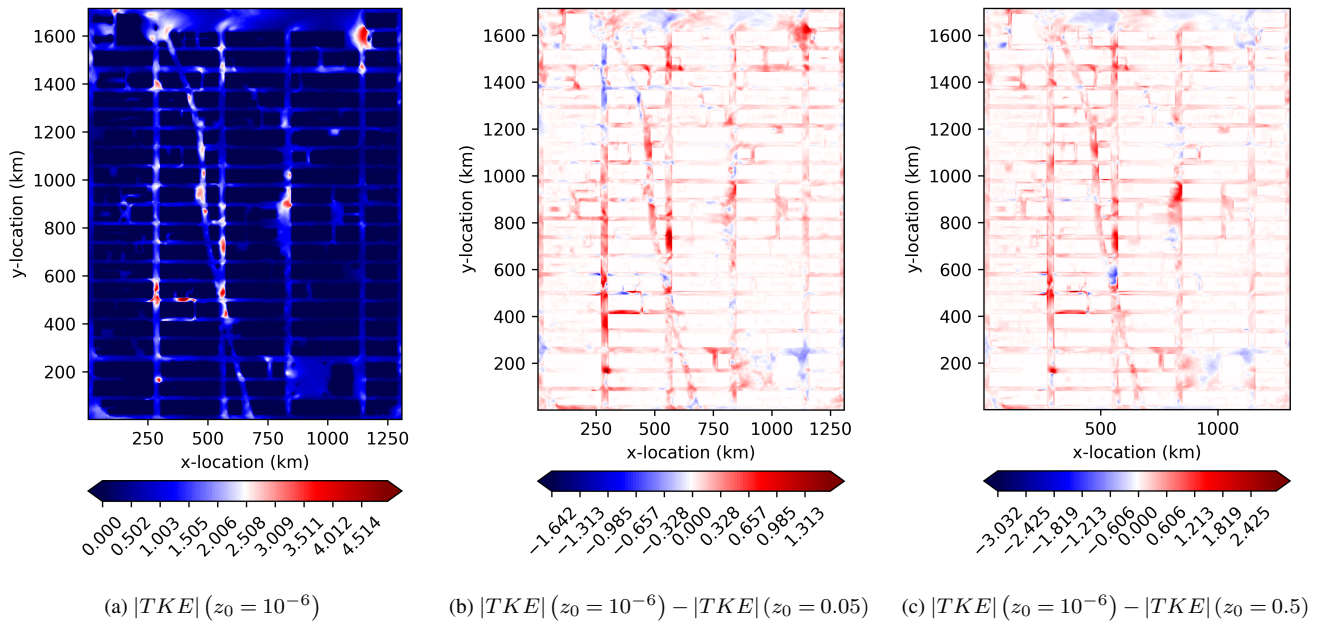 1600
1400
1200
1000
800
600
400
200
y-location (km)
250 500 750 1000 1250
x-location (km)
0.000 0.502 1.003 1.505 2.006 2.508 3.009 3.511 4.012 4.514
(a) |TKE| (z₀ = 10⁻⁶)
1600
1400
1200
1000
800
600
400
200
y-location (km)
250 500 750 1000 1250
x-location (km)
−1.642 −1.313 −0.985 −0.657 −0.328 −0.000 0.328 0.657 0.985 1.313
(b) |TKE| (z₀ = 10⁻⁶) − |TKE| (z₀ = 0.05)
1600
1400
1200
1000
800
600
400
200
y-location (km)
500 1000
x-location (km)
−3.032 −2.425 −1.819 −1.213 −0.606 0.000 0.606 1.213 1.819 2.425
(c) |TKE| (z₀ = 10⁻⁶) − |TKE| (z₀ = 0.5)